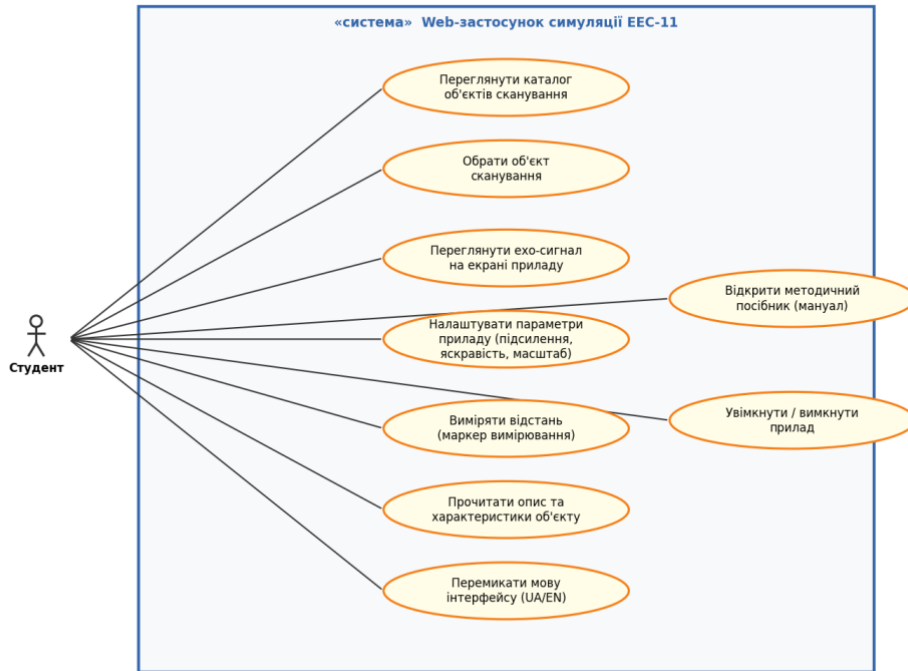 «система» Web-застосунок симуляції ЕЕС-11
Переглянути каталог
об'єктів сканування
Обрати об'єкт
сканування
Переглянути ехо-сигнал
на екрані приладу
Відкрити методичний
посібник (мануал)
Налаштувати параметри
приладу (підсилення,
яскравість, масштаб)
Студент
Увімкнути / вимкнути
прилад
Виміряти відстань
(маркер вимірювання)
Прочитати опис та
характеристики об'єкту
Перемикати мову
інтерфейсу (UA/EN)